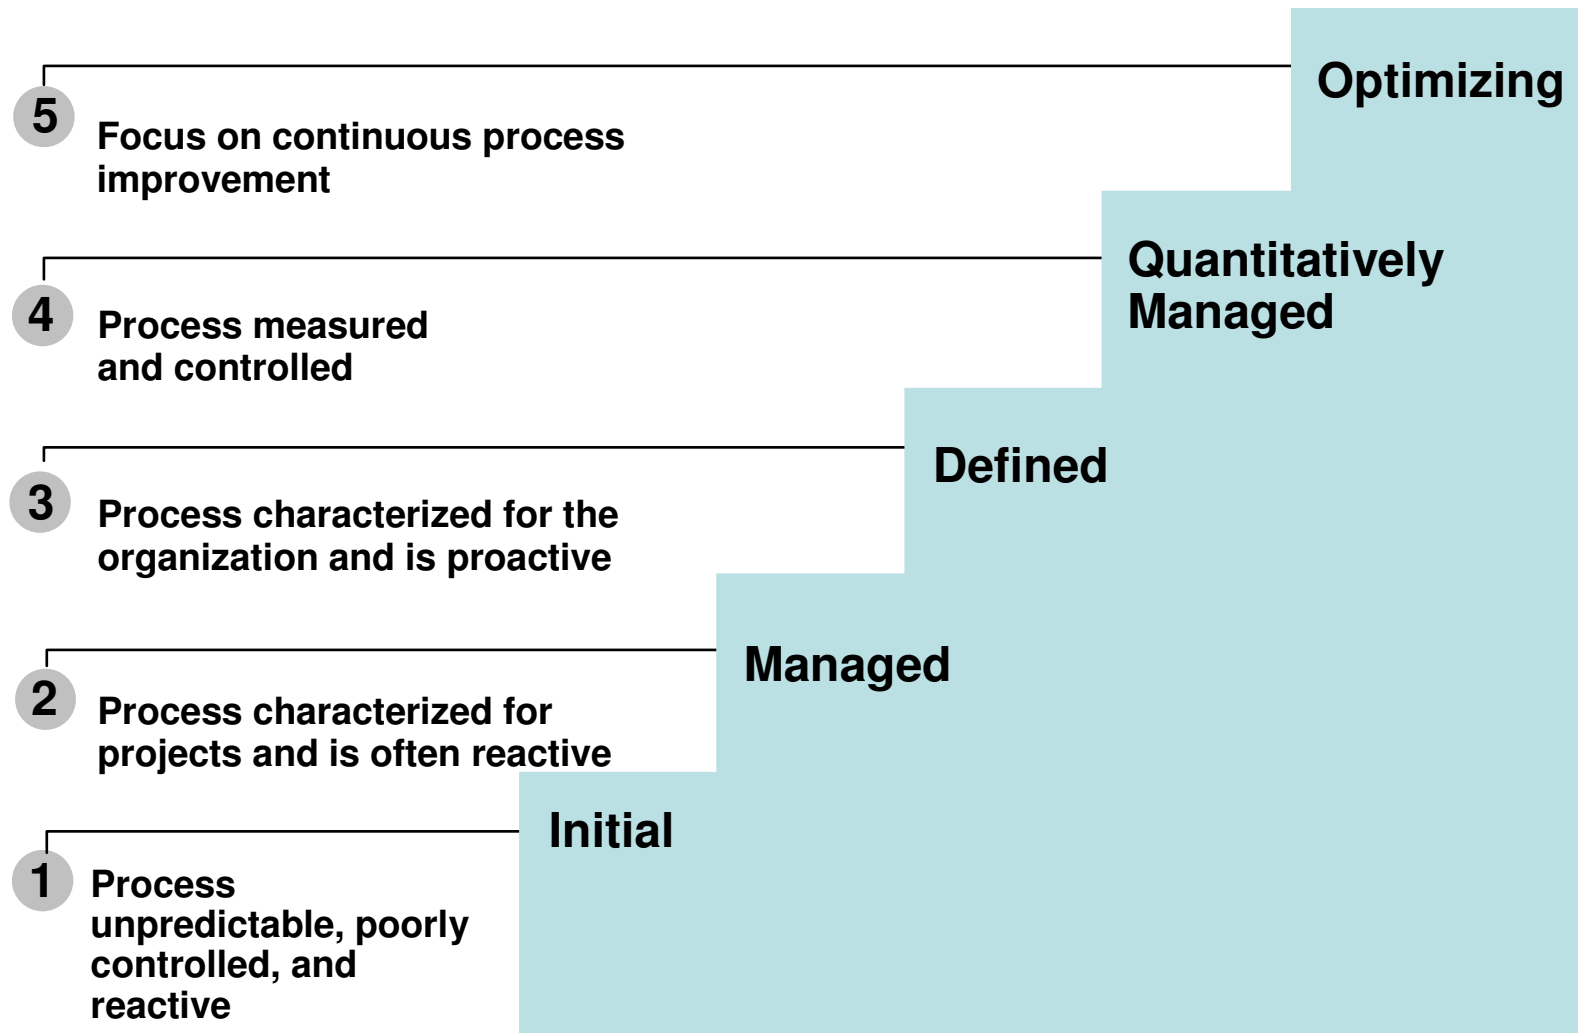 Optimizing
5
Focus on continuous process
improvement
Quantitatively
Managed
4
Process measured
and controlled
Defined
3
Process characterized for the
organization and is proactive
Managed
2
Process characterized for
projects and is often reactive
Initial
1
Process
unpredictable, poorly
controlled, and
reactive